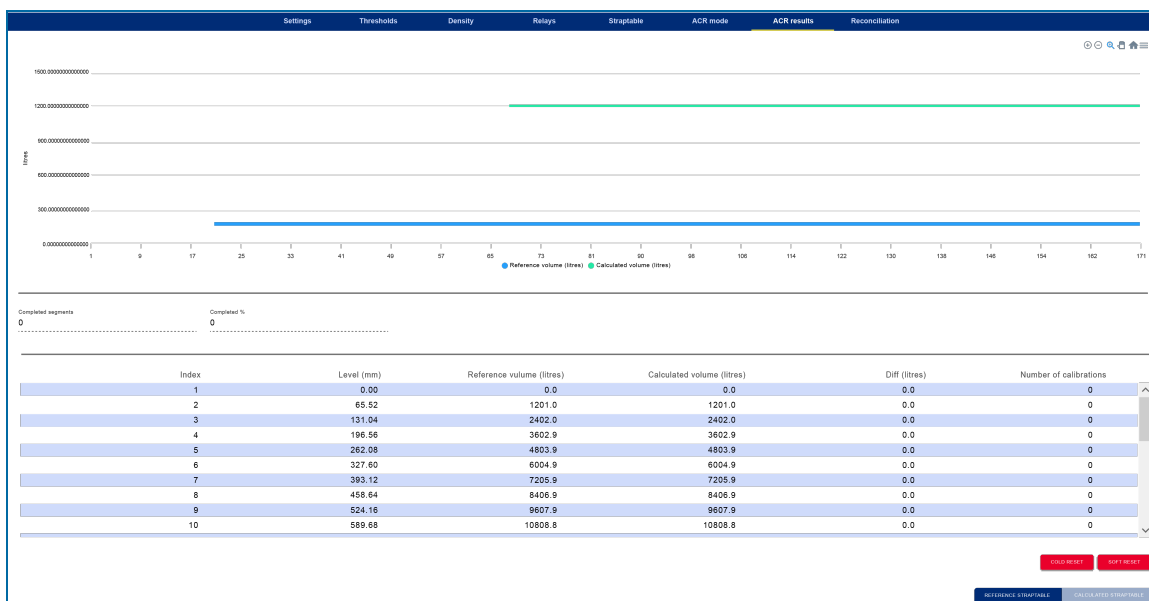 Settings Thresholds Density Relays Straptable ACR mode ACR results Reconciliation
1500.00000000000000
1200.00000000000000
900.00000000000000
600.00000000000000
300.00000000000000
0.00000000000000
litres
1 9 17 25 33 41 49 57 65 73 81 90 98 106 114 122 130 138 146 154 162 171
Reference volume (litres) Calculated volume (litres)
Completed segments Completed %
0 0
Index Level (mm) Reference vulume (litres) Calculated volume (litres) Diff (litres) Number of calibrations
1 0.00 0.0 0.0 0.0 0
2 65.52 1201.0 1201.0 0.0 0
3 131.04 2402.0 2402.0 0.0 0
4 196.56 3602.9 3602.9 0.0 0
5 262.08 4803.9 4803.9 0.0 0
6 327.60 6004.9 6004.9 0.0 0
7 393.12 7205.9 7205.9 0.0 0
8 458.64 8406.9 8406.9 0.0 0
9 524.16 9607.9 9607.9 0.0 0
10 589.68 10808.8 10808.8 0.0 0
COLD RESET SOFT RESET
REFERENCE STRAPTABLE CALCULATED STRAPTABLE